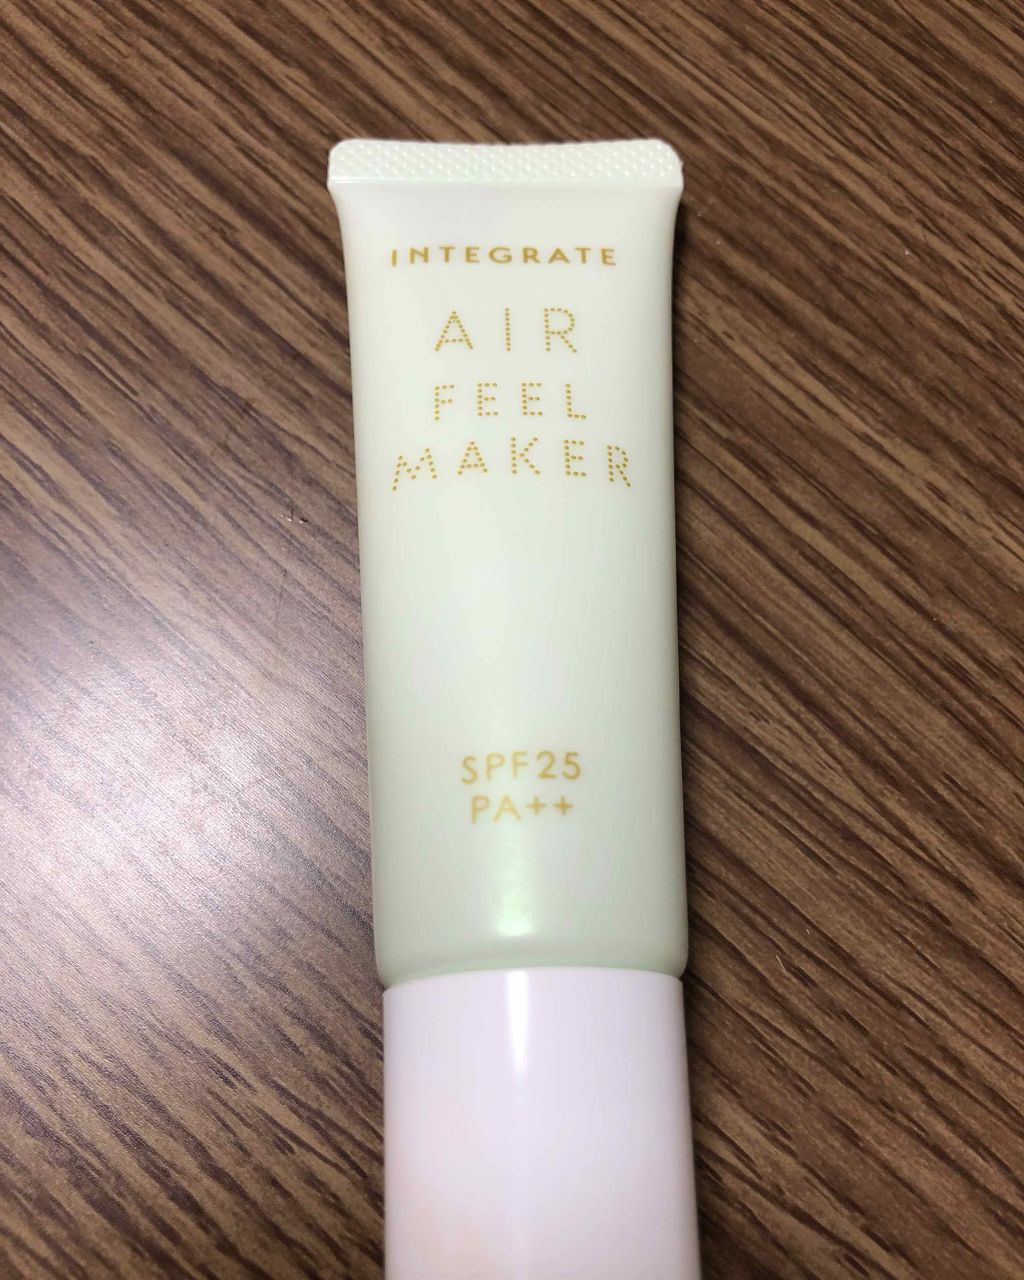 INTEGRATE
AIR
FEEL
MAKER
SPF25
PA++